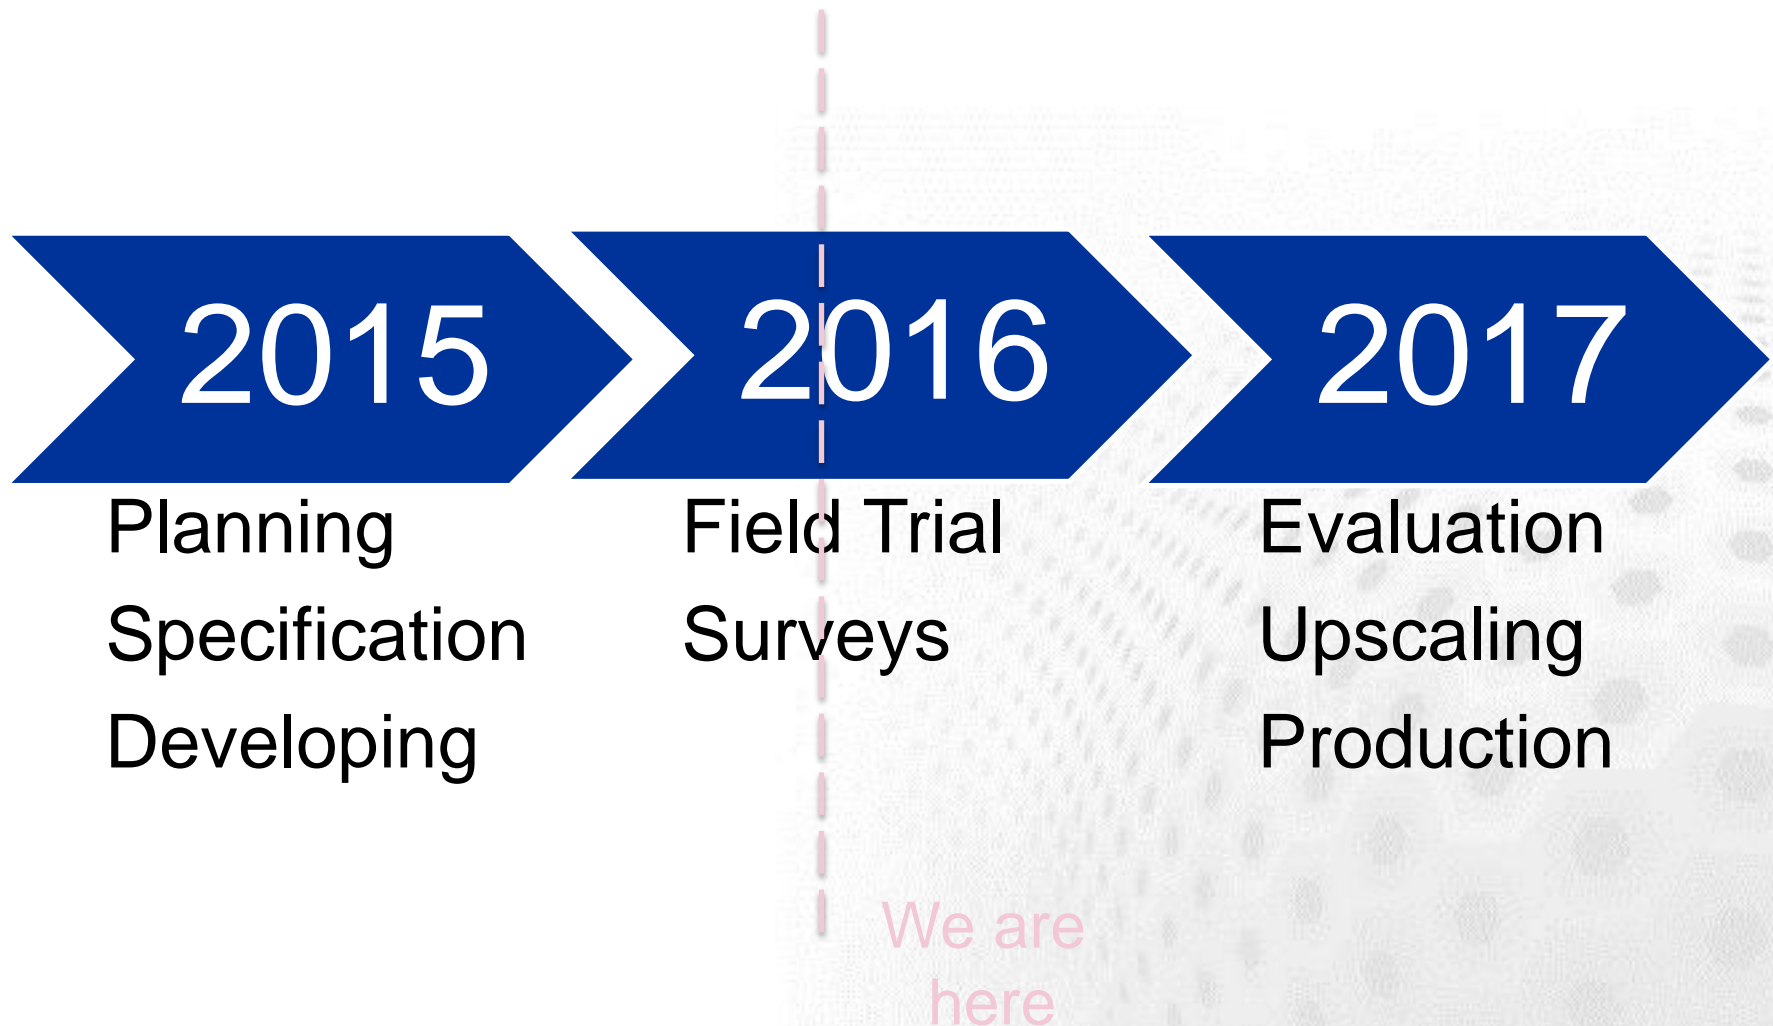 2015
2016
2017
Planning
Specification
Developing
Field Trial
Surveys
Evaluation
Upscaling
Production
We are
here